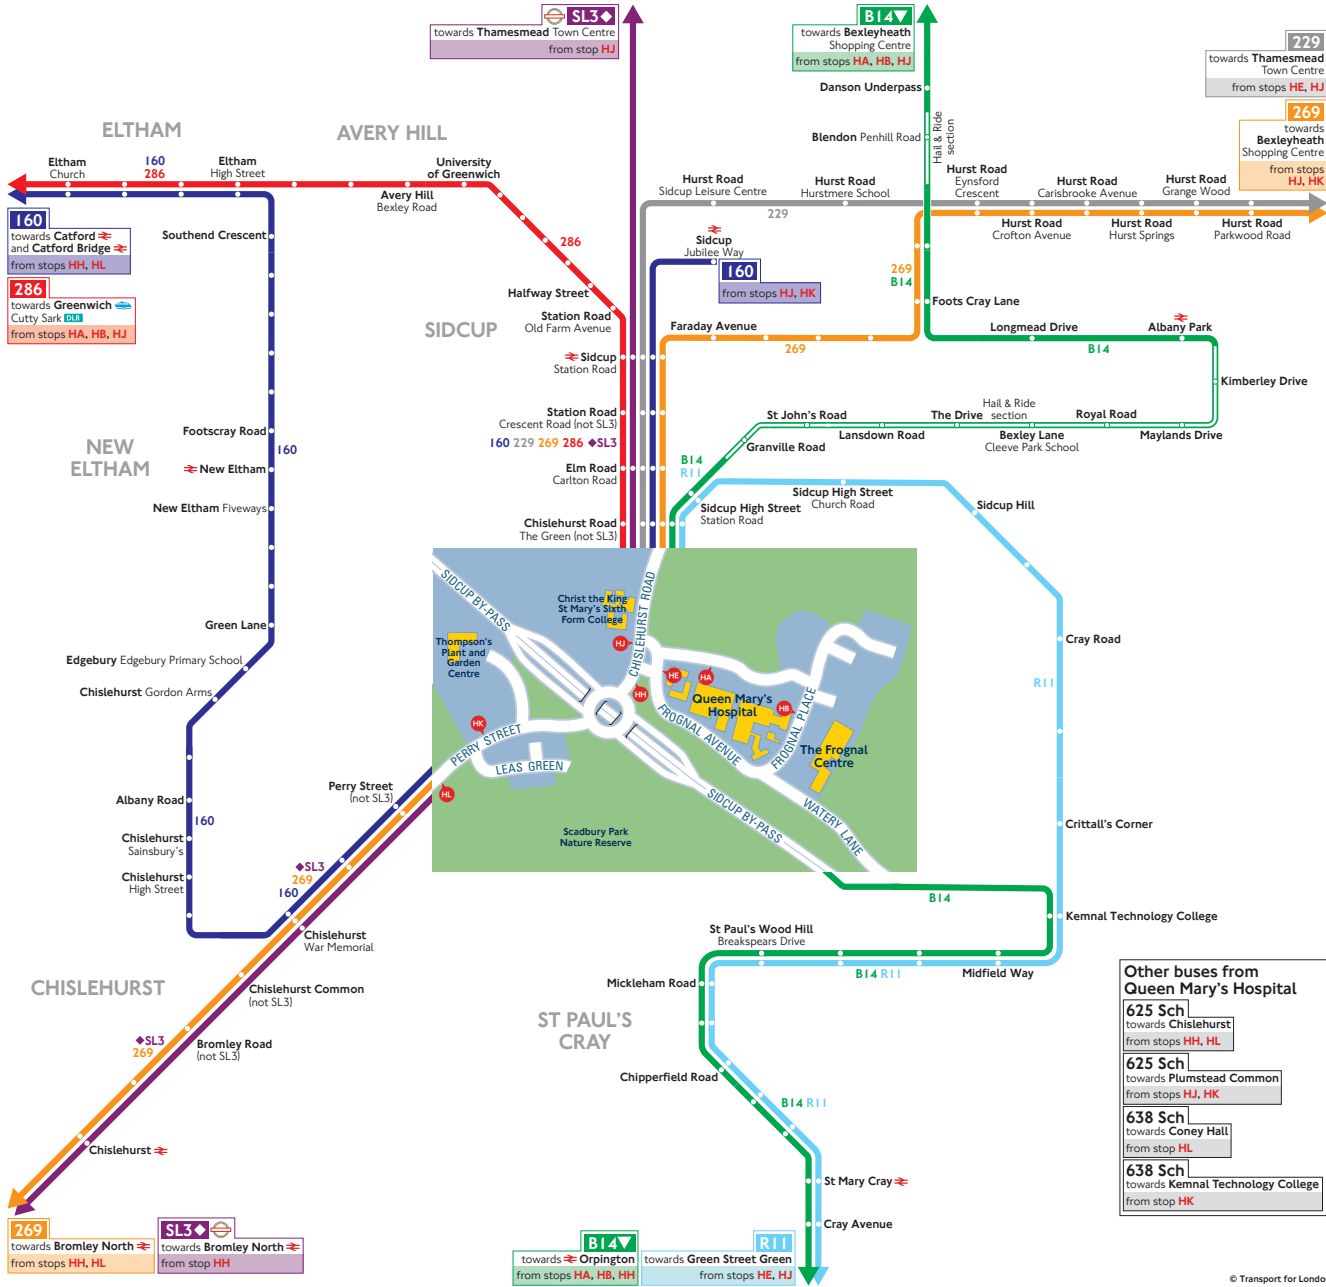 SL3◆
towards Thamesmead Town Centre
from stop HJ
B14▼
towards Bexleyheath
Shopping Centre
from stops HA, HB, HJ
229
towards Thamesmead
Town Centre
from stops HE, HJ
269
towards
Bexleyheath
Shopping Centre
from stops
HJ, HK
Danson Underpass
Blendon Penhill Road
Hail & Ride
section
ELTHAM
AVERY HILL
Eltham
Church
160
286
Eltham
High Street
University
of Greenwich
Avery Hill
Bexley Road
Hurst Road
Sidcup Leisure Centre
229
Hurst Road
Hurstmere School
Hurst Road
Eynsford
Crescent
Hurst Road
Carisbrooke Avenue
Hurst Road
Grange Wood
Hurst Road
Crofton Avenue
Hurst Road
Hurst Springs
Hurst Road
Parkwood Road
160
towards Catford
and Catford Bridge
from stops HH, HL
286
towards Greenwich
Cutty Sark DLR
from stops HA, HB, HJ
Southend Crescent
286
Sidcup
Jubilee Way
160
from stops HJ, HK
269
B14
Halfway Street
Station Road
Old Farm Avenue
SIDCUP
Faraday Avenue
269
Foots Cray Lane
Longmead Drive
Albany Park
B14
Sidcup
Station Road
Kimberley Drive
Station Road
Crescent Road (not SL3)
160 229 269 286 ◆SL3
Elm Road
Carlton Road
Chislehurst Road
The Green (not SL3)
St John's Road
The Drive
Hail & Ride
section
Royal Road
Granville Road
Lansdown Road
Bexley Lane
Cleeve Park School
Maylands Drive
B14
R11
Sidcup High Street
Station Road
Sidcup High Street
Church Road
Sidcup Hill
NEW
ELTHAM
Footscray Road
160
New Eltham
New Eltham Fiveways
Green Lane
Edgebury Edgebury Primary School
Chislehurst Gordon Arms
Albany Road
160
Chislehurst
Sainsbury's
Chislehurst
High Street
SIDCUP BY-PASS
Christ the King
St Mary's Sixth
Form College
CHISLEHURST ROAD
Thompson's
Plant and
Garden
Centre
HJ
HE
HA
HH
HB
HK
HL
Queen Mary's
Hospital
FROGNAL AVENUE
FROGNAL PLACE
The Frognal
Centre
PERRY STREET
LEAS GREEN
SIDCUP BY-PASS
WATERY LANE
Scadbury Park
Nature Reserve
Cray Road
R11
Crittall's Corner
Perry Street
(not SL3)
◆SL3
269
160
Chislehurst
War Memorial
CHISLEHURST
Chislehurst Common
(not SL3)
◆SL3
269
Bromley Road
(not SL3)
Chislehurst
B14
Kemnal Technology College
St Paul's Wood Hill
Breakspears Drive
B14 R11
Midfield Way
Mickleham Road
ST PAUL'S
CRAY
Chipperfield Road
B14 R11
St Mary Cray
Cray Avenue
Other buses from
Queen Mary's Hospital
625 Sch
towards Chislehurst
from stops HH, HL
625 Sch
towards Plumstead Common
from stops HJ, HK
638 Sch
towards Coney Hall
from stop HL
638 Sch
towards Kemnal Technology College
from stop HK
269
towards Bromley North
from stops HH, HL
SL3◆
towards Bromley North
from stop HH
B14▼
towards Orpington
from stops HA, HB, HH
R11
towards Green Street Green
from stops HE, HJ
© Transport for Londo